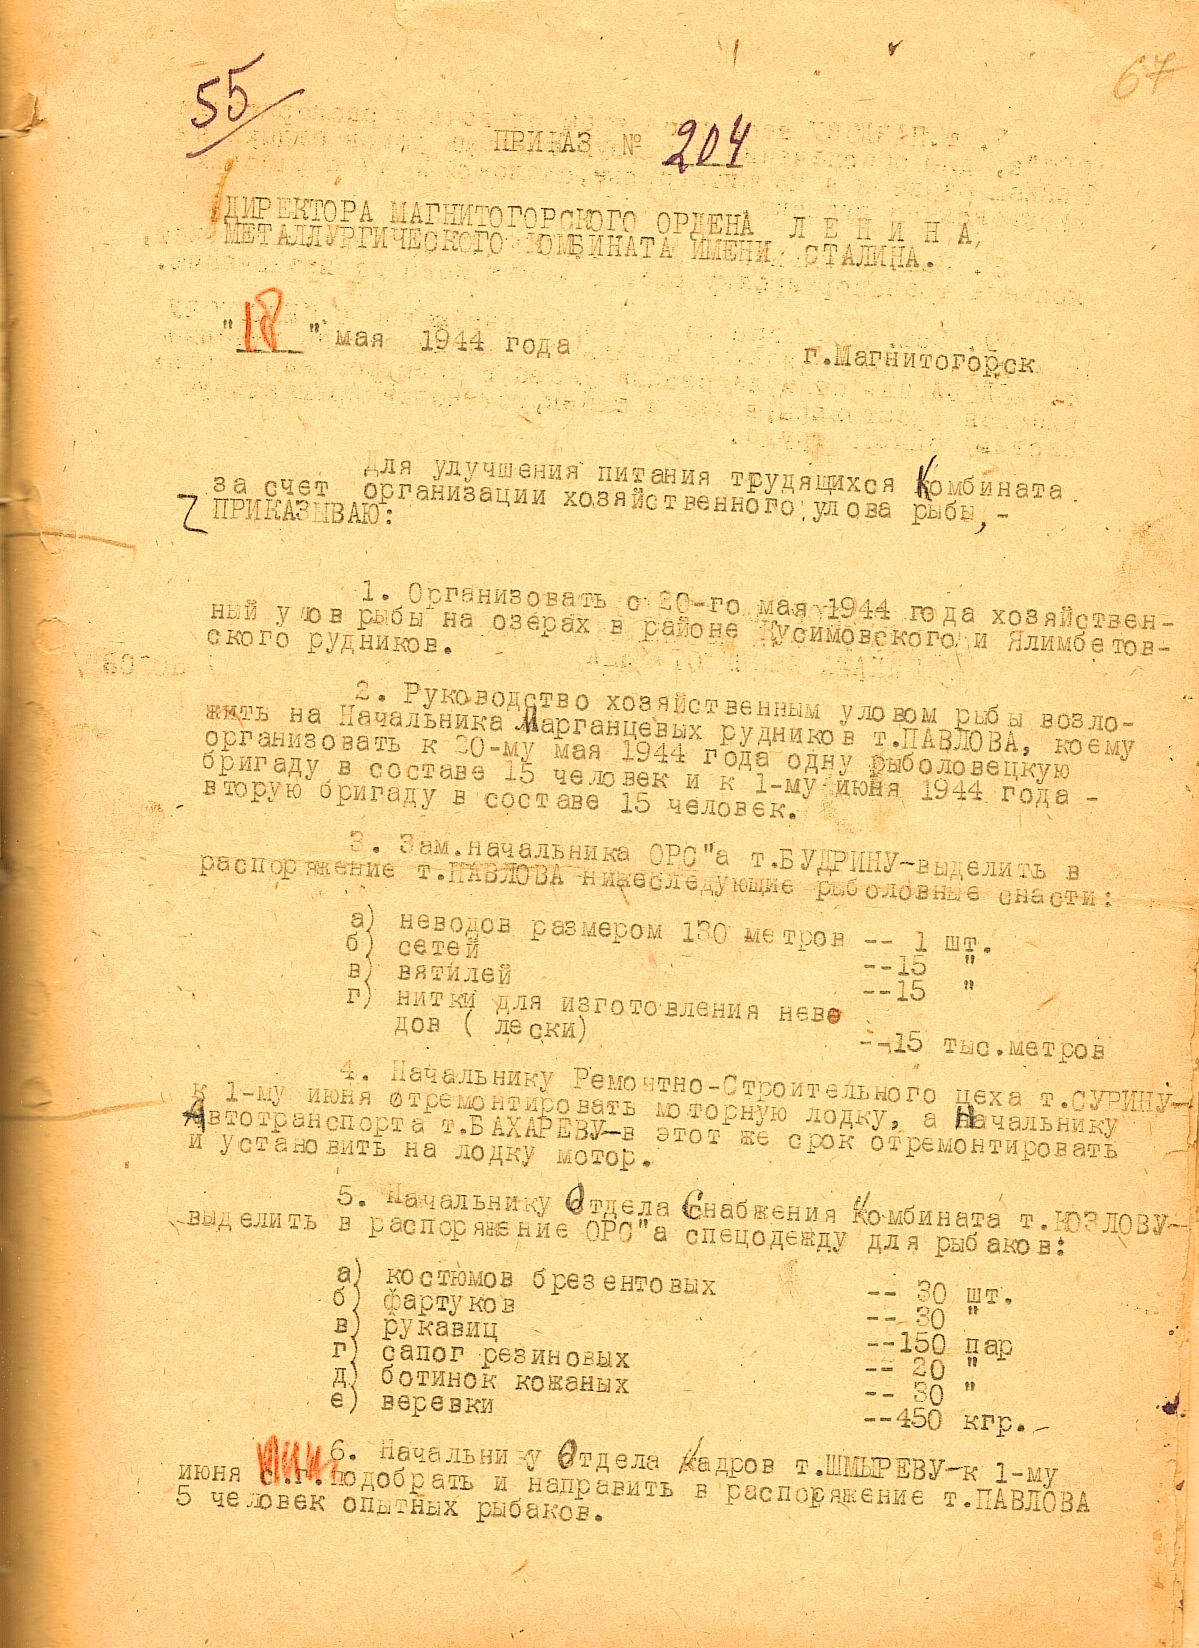 55
67
ПРИКАЗ № 204
ДИРЕКТОРА МАГНИТОГОРСКОГО ОРДЕНА Л Е Н И Н А,
МЕТАЛЛУРГИЧЕСКОГО КОМБИНАТА ИМЕНИ СТАЛИНА.
"18" мая 1944 года
г.Магнитогорск
Для улучшения питания трудящихся Комбината
за счет организации хозяйственного улова рыбы,-
ПРИКАЗЫВАЮ:
1. Организовать с 20-го мая 1944 года хозяйствен-
ный улов рыбы на озерах в районе Кусимовского и Ялимбетов-
ского рудников.
2. Руководство хозяйственным уловом рыбы возло-
жить на Начальника Марганцевых рудников т.ПАВЛОВА, коему
организовать к 20-му мая 1944 года одну рыболовецкую
бригаду в составе 15 человек и к 1-му июня 1944 года -
вторую бригаду в составе 15 человек.
3. Зам.начальника ОРС"а т.БУДРИНУ-выделить в
распоряжение т.ПАВЛОВА нижеследующие рыболовные снасти:
а) неводов размером 130 метров -- 1 шт.
б) сетей --15 "
в) вятилей --15 "
г) нитки для изготовления нево
дов ( лески) --15 тыс.метров
4. Начальнику Ремонтно-Строительного цеха т.СУРИНУ-
к 1-му июня отремонтировать моторную лодку, а Начальнику
Автотранспорта т.БАХАРЕВУ-в этот же срок отремонтировать
и установить на лодку мотор.
5. Начальнику Отдела Снабжения Комбината т.КОЗЛОВУ-
выделить в распоряжение ОРС"а спецодежду для рыбаков:
а) костюмов брезентовых -- 30 шт.
б) фартуков -- 30 "
в) рукавиц --150 пар
г) сапог резиновых -- 20 "
д) ботинок кожаных -- 30 "
е) веревки --450 кгр.
6. Начальнику Отдела Кадров т.ШМЫРЕВУ-к 1-му
июня с.г. подобрать и направить в распоряжение т.ПАВЛОВА
5 человек опытных рыбаков.